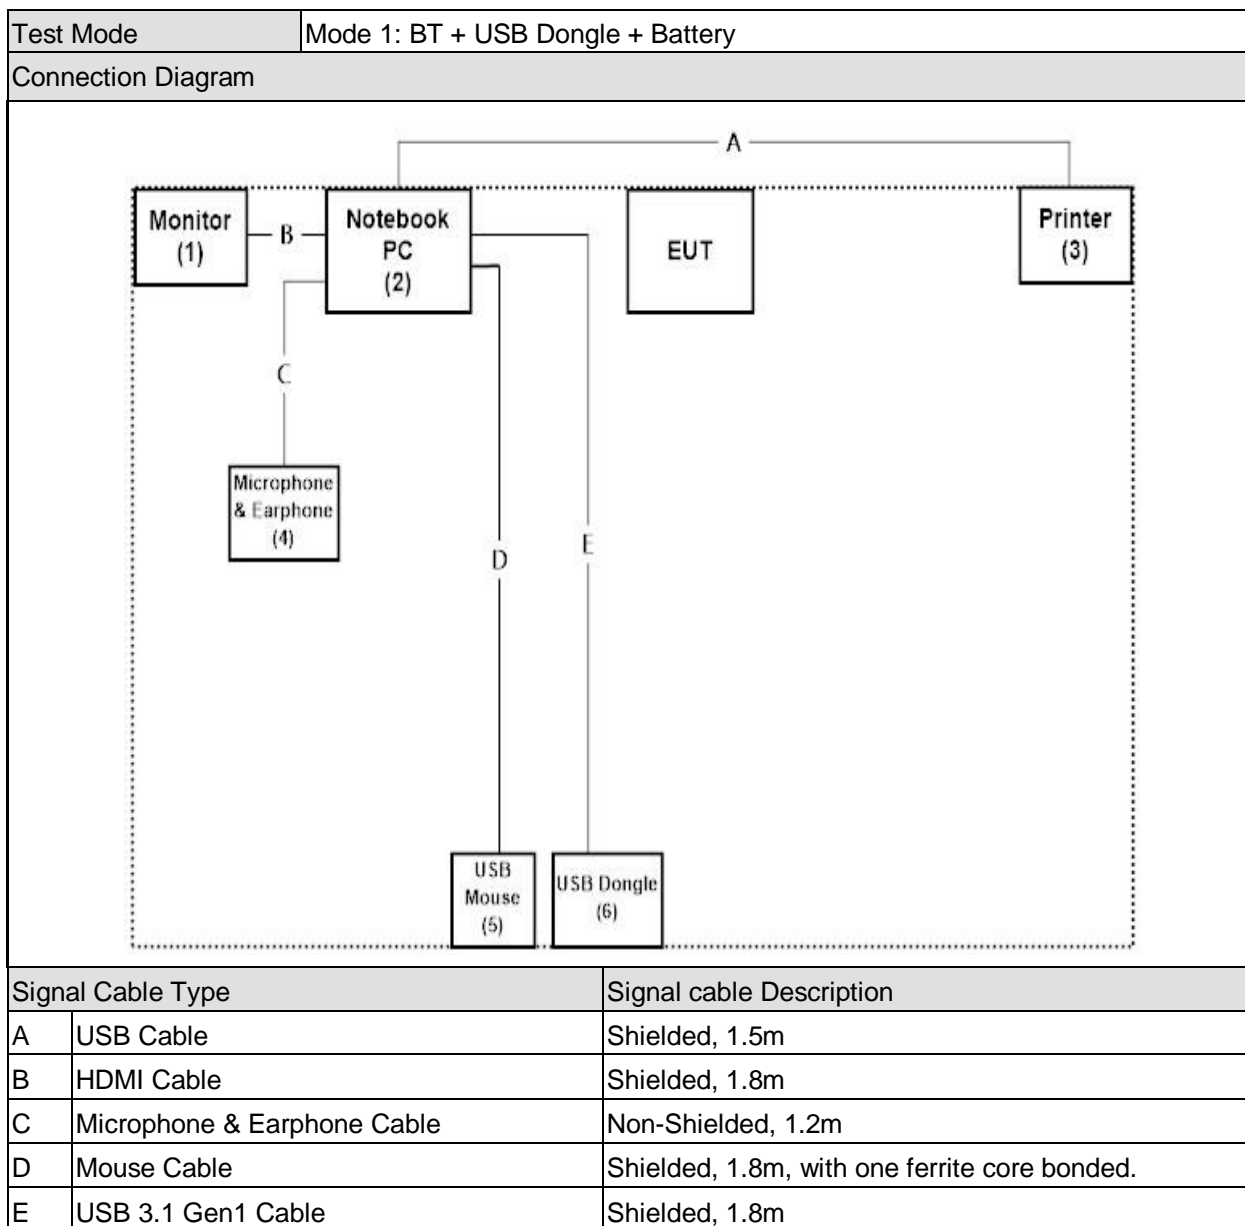 Test Mode Mode 1: BT + USB Dongle + Battery
Connection Diagram
A
Monitor
(1)
B
Notebook
PC
(2)
EUT
Printer
(3)
C
Microphone
& Earphone
(4)
D
E
USB
Mouse
(5)
USB Dongle
(6)
Signal Cable Type Signal cable Description
A USB Cable Shielded, 1.5m
B HDMI Cable Shielded, 1.8m
C Microphone & Earphone Cable Non-Shielded, 1.2m
D Mouse Cable Shielded, 1.8m, with one ferrite core bonded.
E USB 3.1 Gen1 Cable Shielded, 1.8m